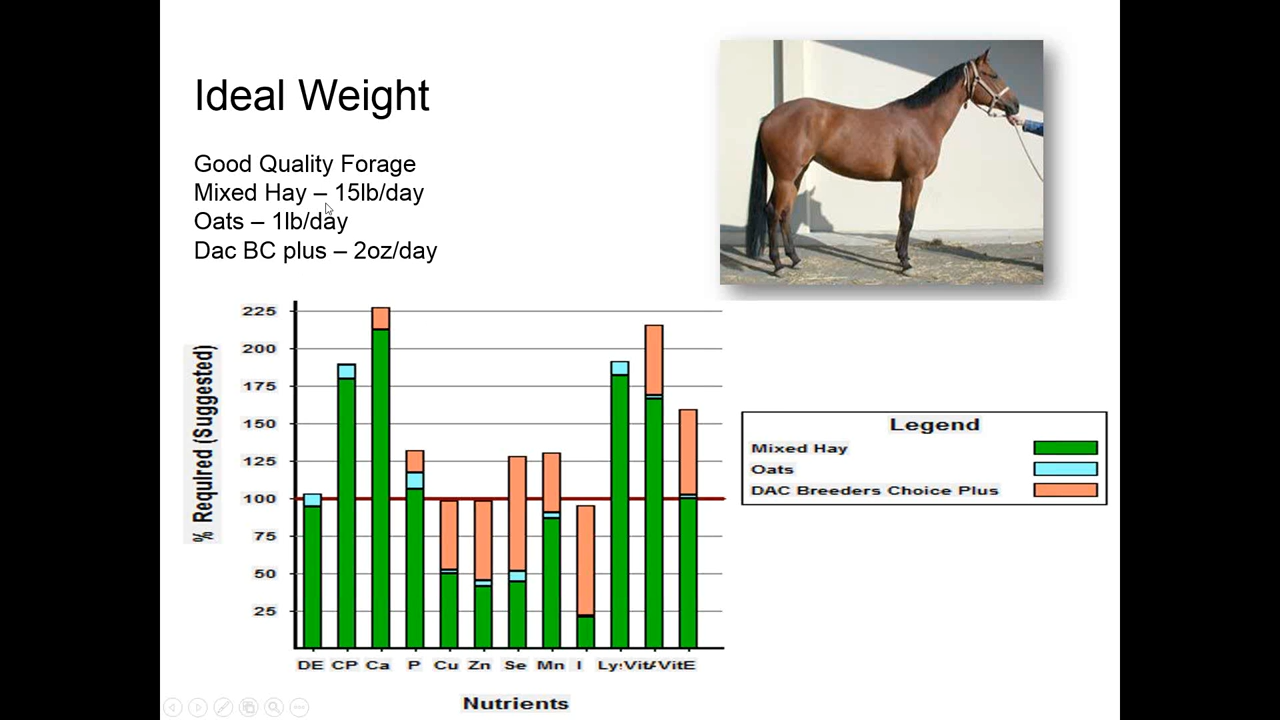 Ideal Weight
Good Quality Forage
Mixed Hay – 15lb/day
Oats – 1lb/day
Dac BC plus – 2oz/day
% Required (Suggested)
225
200
175
150
125
100
75
50
25
DE CP Ca P Cu Zn Se Mn I Lys VitA VitE
Nutrients
Legend
Mixed Hay
Oats
DAC Breeders Choice Plus